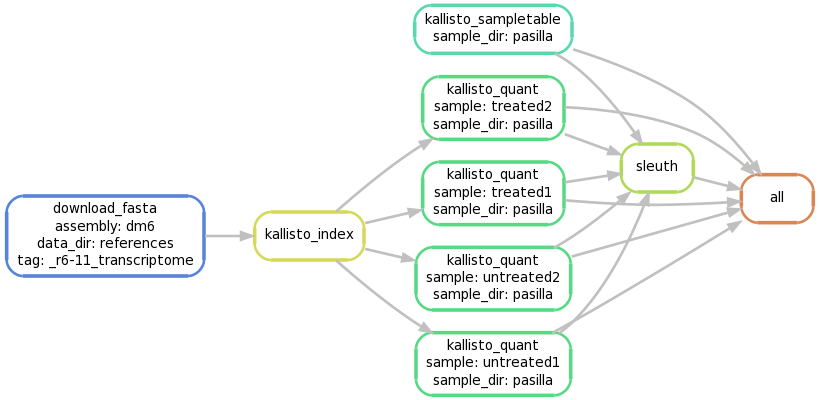 kallisto_sampletable
sample_dir: pasilla
kallisto_quant
sample: treated2
sample_dir: pasilla
kallisto_quant
sample: treated1
sample_dir: pasilla
sleuth
all
download_fasta
assembly: dm6
data_dir: references
tag: _r6-11_transcriptome
kallisto_index
kallisto_quant
sample: untreated2
sample_dir: pasilla
kallisto_quant
sample: untreated1
sample_dir: pasilla